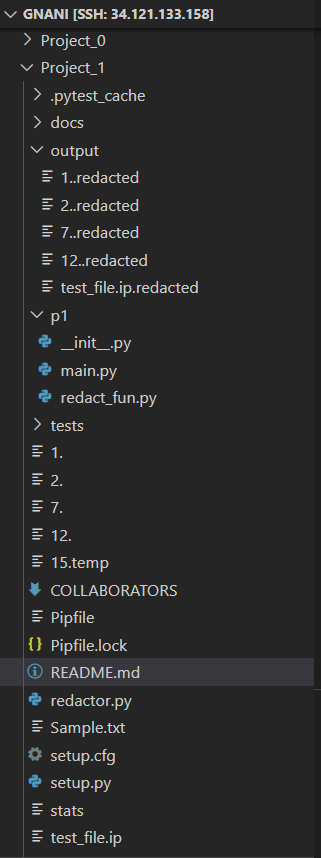 GNANI [SSH: 34.121.133.158]
Project_0
Project_1
.pytest_cache
docs
output
1..redacted
2..redacted
7..redacted
12..redacted
test_file.ip.redacted
p1
__init__.py
main.py
redact_fun.py
tests
1.
2.
7.
12.
15.temp
COLLABORATORS
Pipfile
{} Pipfile.lock
README.md
redactor.py
Sample.txt
setup.cfg
setup.py
stats
test_file.ip